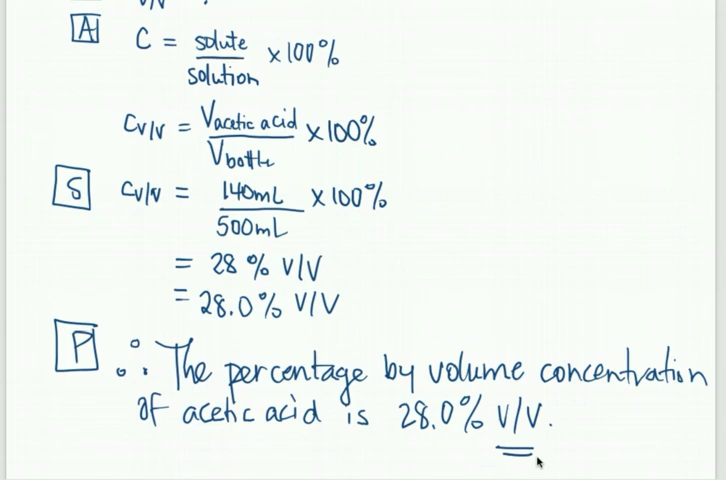 V/V
[A] C = solute/solution × 100%
Cv/v = Vacetic acid/Vbottle × 100%
[S] Cv/v = 140mL/500mL × 100%
= 28% V/V
= 28.0% V/V
[P] ∴ The percentage by volume concentration
of acetic acid is 28.0% V/V.